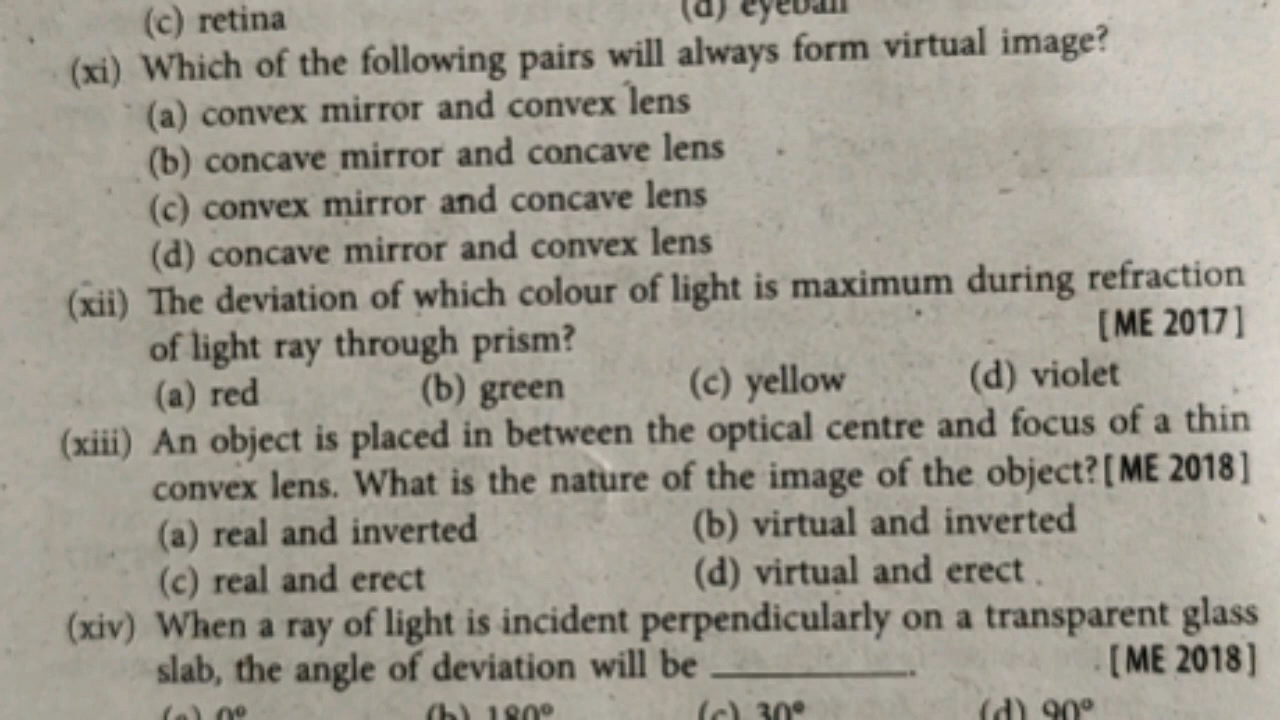 (c) retina (d) eyeball
(xi) Which of the following pairs will always form virtual image?
(a) convex mirror and convex lens
(b) concave mirror and concave lens
(c) convex mirror and concave lens
(d) concave mirror and convex lens
(xii) The deviation of which colour of light is maximum during refraction
of light ray through prism? [ME 2017]
(a) red (b) green (c) yellow (d) violet
(xiii) An object is placed in between the optical centre and focus of a thin
convex lens. What is the nature of the image of the object? [ME 2018]
(a) real and inverted (b) virtual and inverted
(c) real and erect (d) virtual and erect
(xiv) When a ray of light is incident perpendicularly on a transparent glass
slab, the angle of deviation will be ____________. [ME 2018]
(a) 0° (b) 180° (c) 30° (d) 90°